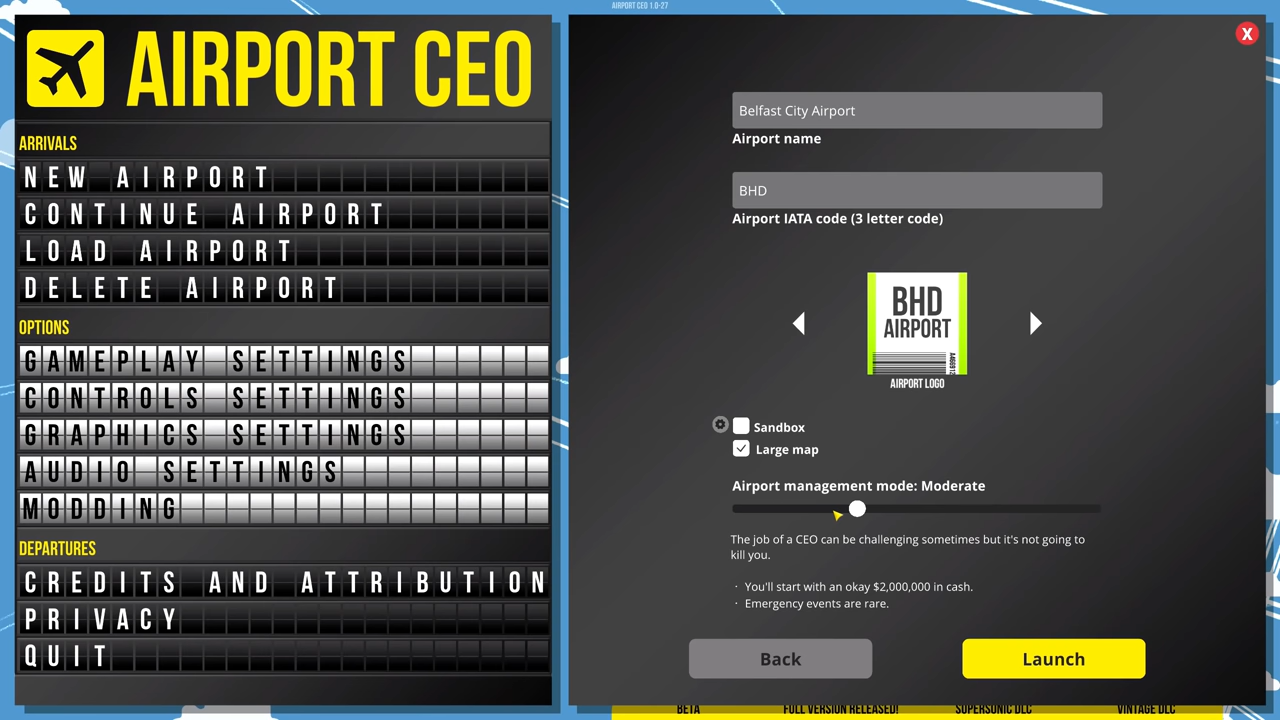 AIRPORT CEO 1.0-27
AIRPORT CEO
ARRIVALS
NEW AIRPORT
CONTINUE AIRPORT
LOAD AIRPORT
DELETE AIRPORT
OPTIONS
GAMEPLAY SETTINGS
CONTROLS SETTINGS
GRAPHICS SETTINGS
AUDIO SETTINGS
MODDING
DEPARTURES
CREDITS AND ATTRIBUTION
PRIVACY
QUIT
X
Belfast City Airport
Airport name
BHD
Airport IATA code (3 letter code)
BHD
AIRPORT
AIRPORT LOGO
Sandbox
Large map
Airport management mode: Moderate
The job of a CEO can be challenging sometimes but it's not going to
kill you.
· You'll start with an okay $2,000,000 in cash.
· Emergency events are rare.
Back
Launch
BETA
FULL VERSION RELEASED!
SUPERSONIC DLC
VINTAGE DLC